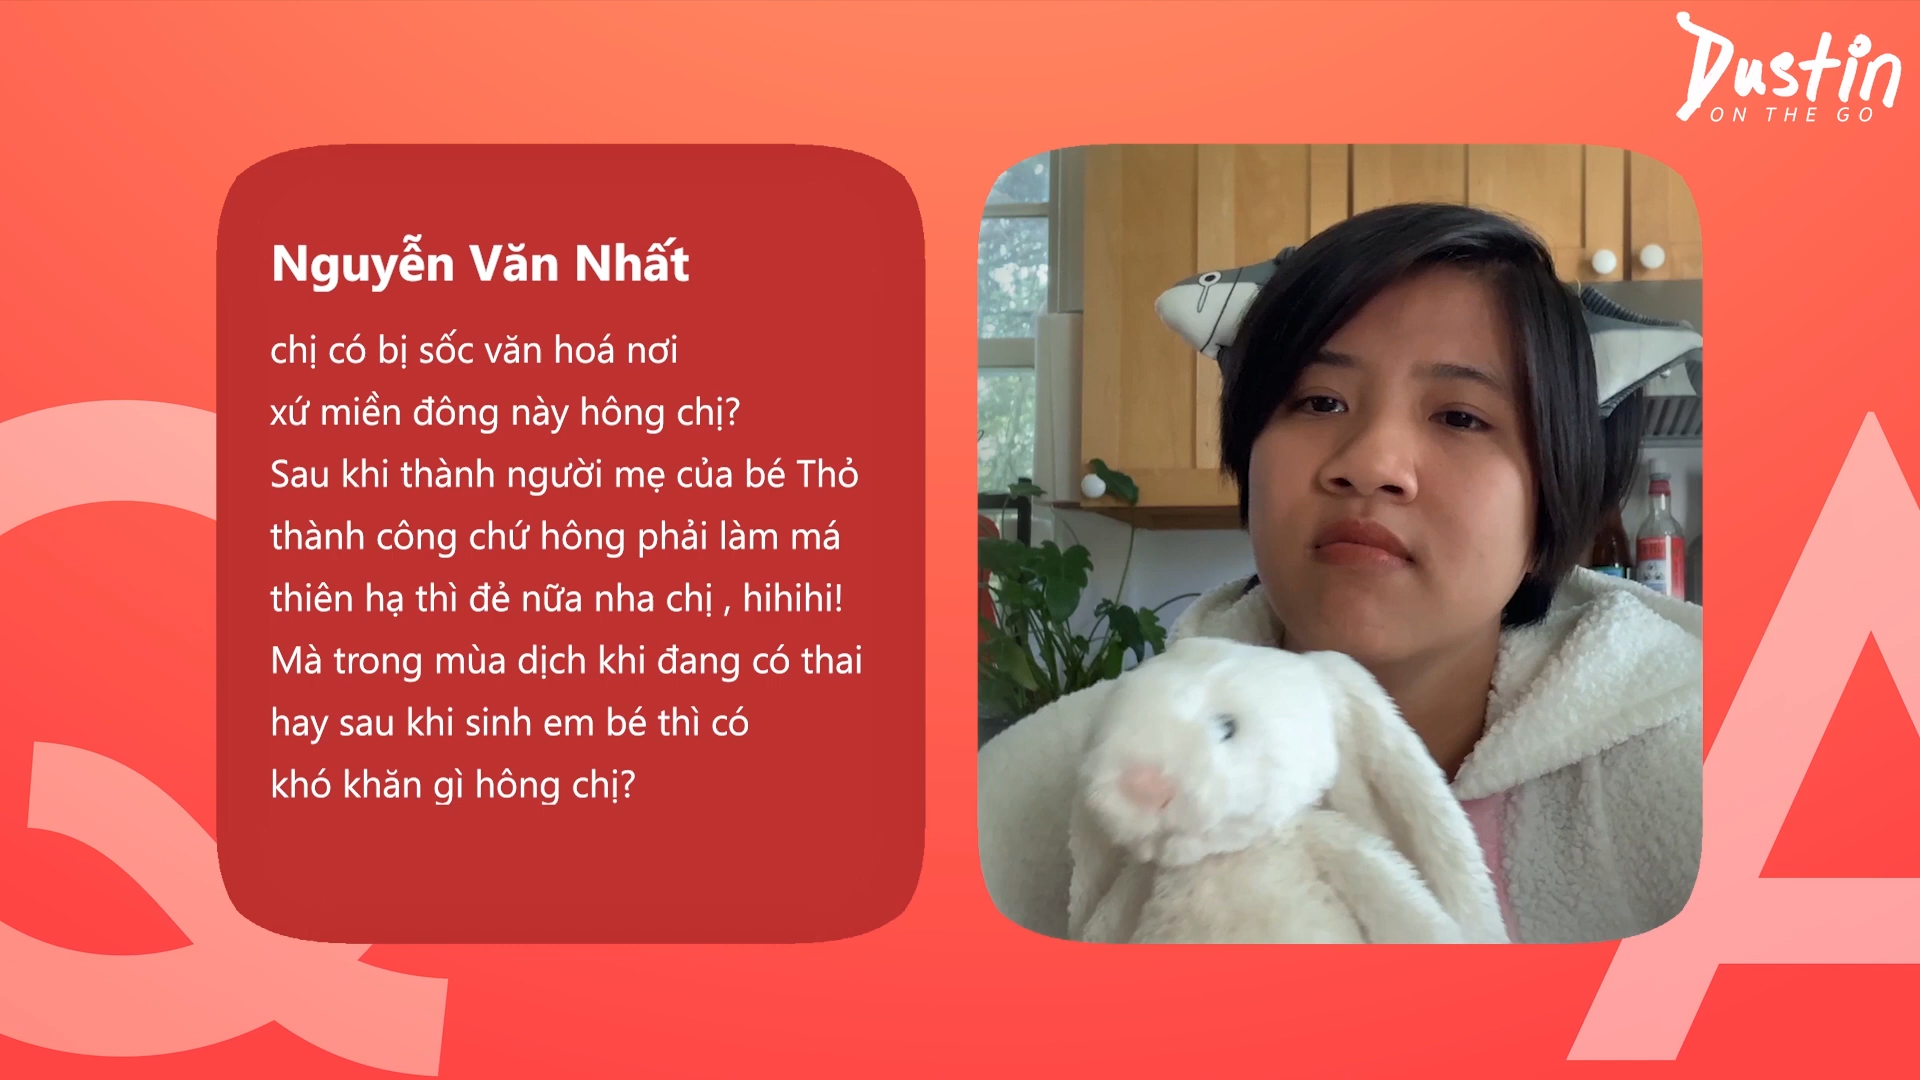 Dustin
ON THE GO
Nguyễn Văn Nhất
chị có bị sốc văn hoá nơi
xứ miền đông này hông chị?
Sau khi thành người mẹ của bé Thỏ
thành công chứ hông phải làm má
thiên hạ thì đẻ nữa nha chị , hihihi!
Mà trong mùa dịch khi đang có thai
hay sau khi sinh em bé thì có
khó khăn gì hông chị?
Q
A